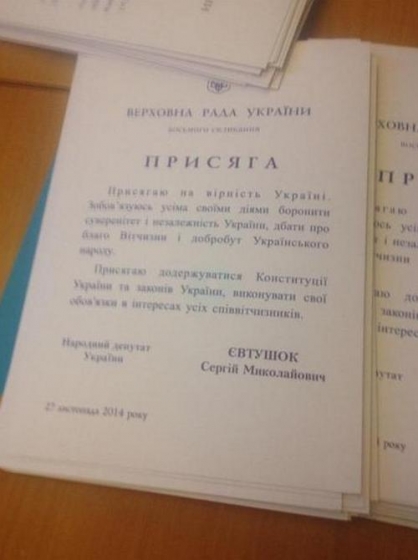 ВЕРХОВНА РАДА УКРАЇНИ
восьмого скликання
ПРИСЯГА
Присягаю на вірність Україні.
Зобов'язуюсь усіма своїми діями боронити
суверенітет і незалежність України, дбати про
благо Вітчизни і добробут Українського
народу.
Присягаю додержуватися Конституції
України та законів України, виконувати свої
обов'язки в інтересах усіх співвітчизників.
Народний депутат
України
ЄВТУШОК
Сергій Миколайович
27 листопада 2014 року